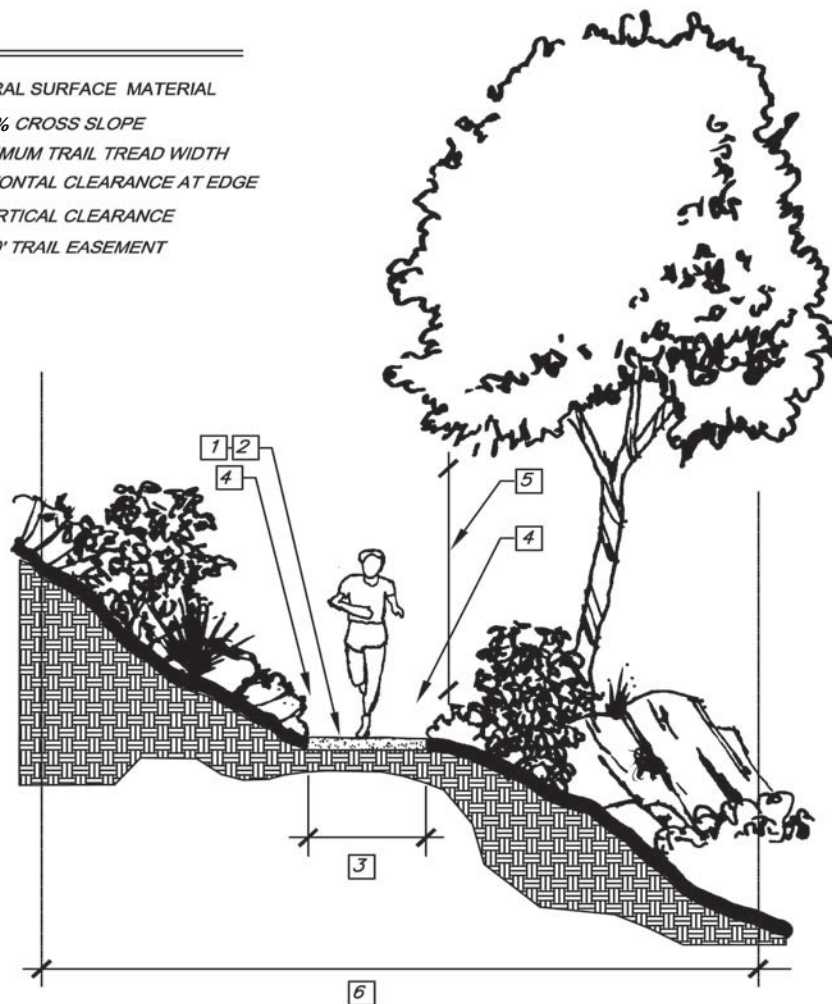 RAL SURFACE MATERIAL
% CROSS SLOPE
MUM TRAIL TREAD WIDTH
ONTAL CLEARANCE AT EDGE
RTICAL CLEARANCE
' TRAIL EASEMENT
1 2
4
5
4
3
6